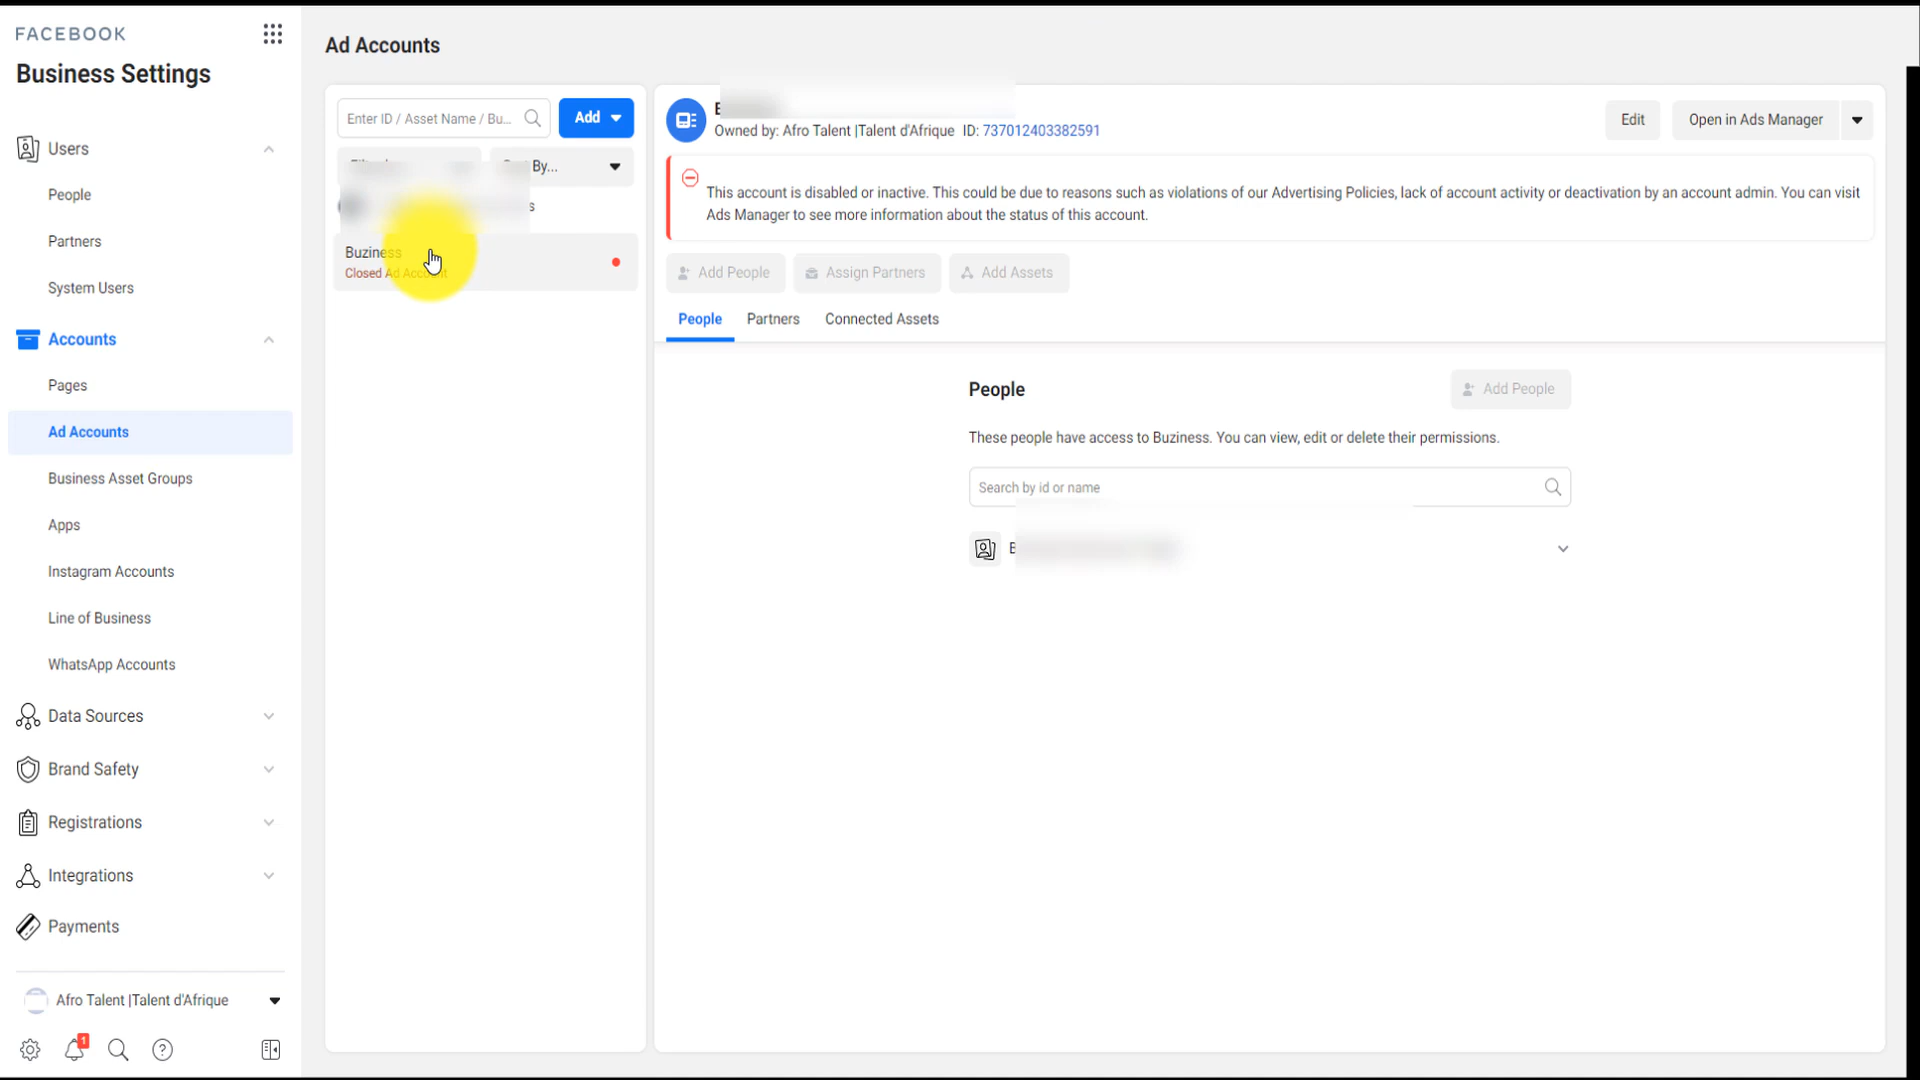 FACEBOOK
Business Settings
Users
People
Partners
System Users
Accounts
Pages
Ad Accounts
Business Asset Groups
Apps
Instagram Accounts
Line of Business
WhatsApp Accounts
Data Sources
Brand Safety
Registrations
Integrations
Payments
Afro Talent |Talent d'Afrique
1
Ad Accounts
Enter ID / Asset Name / Bu...
Add
By...
Buziness
Closed Ad Account
Owned by: Afro Talent |Talent d'Afrique ID: 737012403382591
Edit
Open in Ads Manager
This account is disabled or inactive. This could be due to reasons such as violations of our Advertising Policies, lack of account activity or deactivation by an account admin. You can visit
Ads Manager to see more information about the status of this account.
Add People
Assign Partners
Add Assets
People
Partners
Connected Assets
People
Add People
These people have access to Buziness. You can view, edit or delete their permissions.
Search by id or name